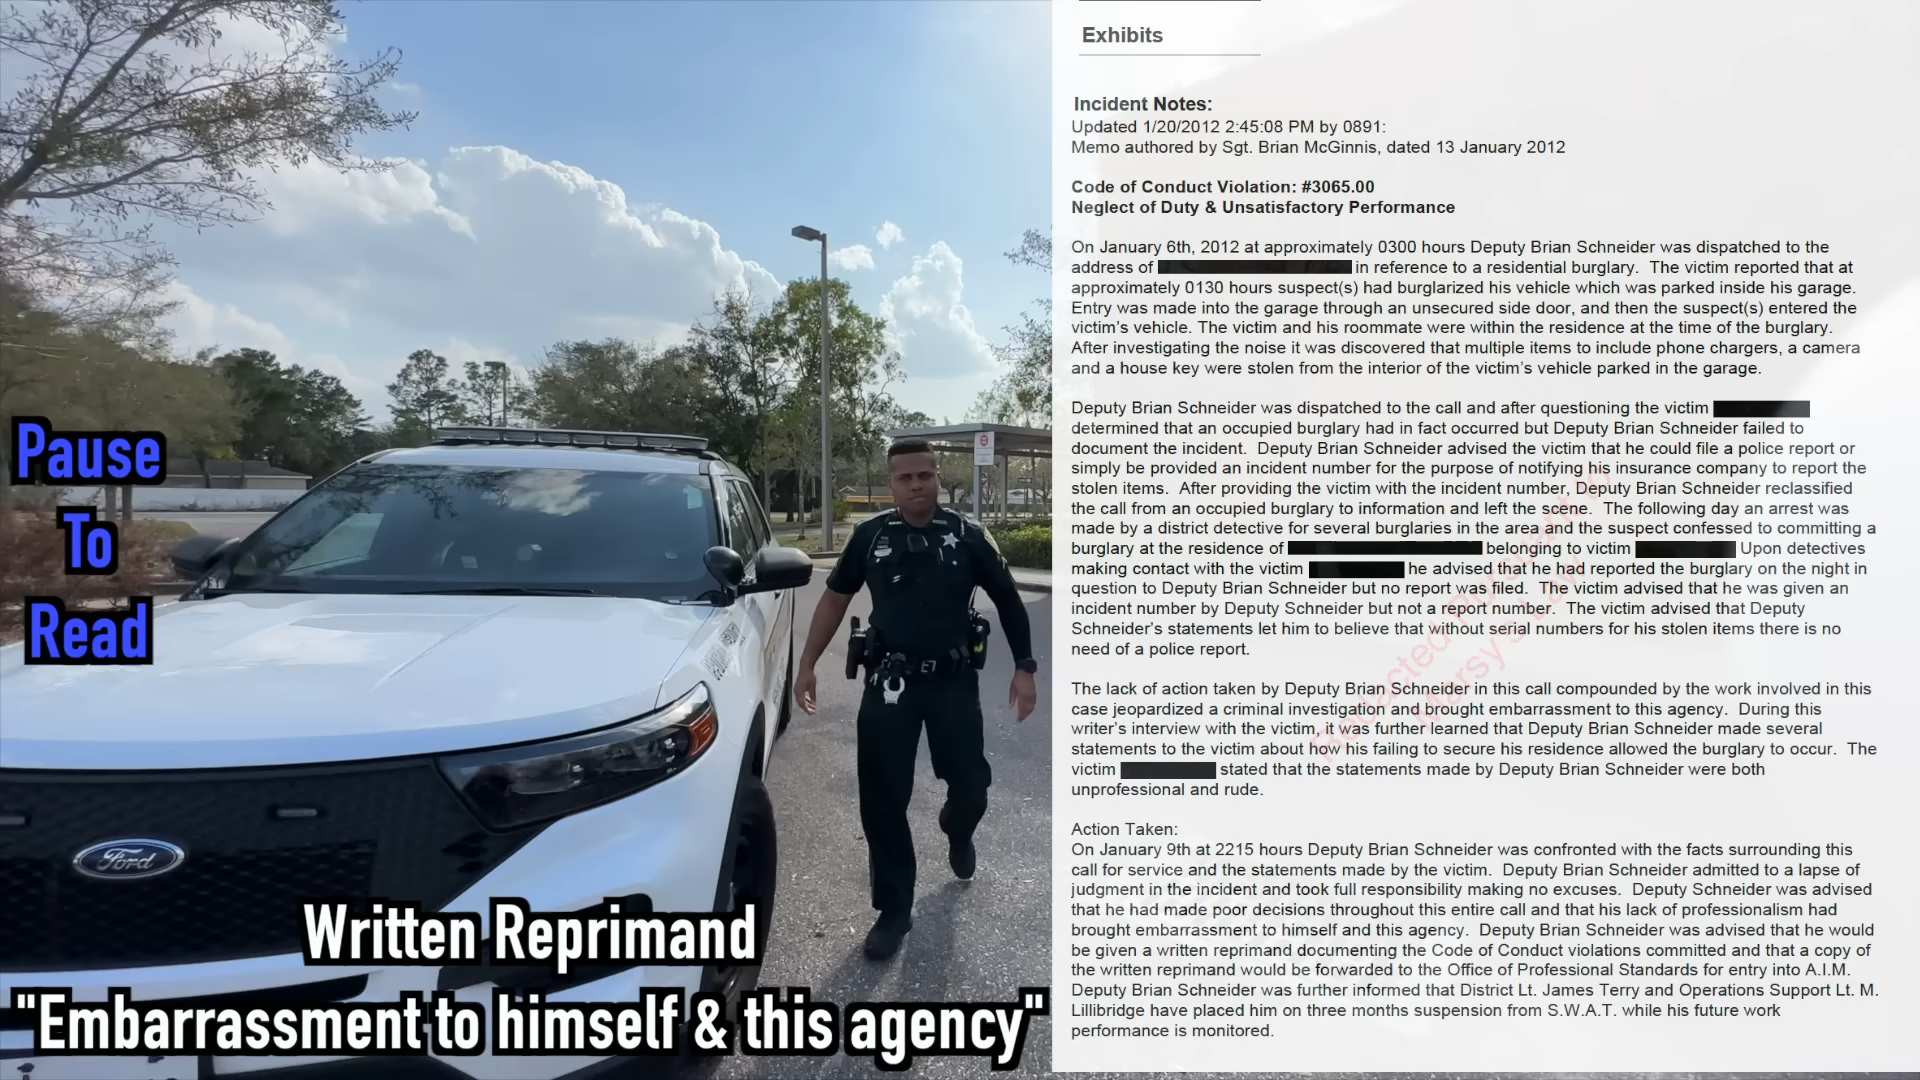 Pause
To
Read
Ford
Written Reprimand
"Embarrassment to himself & this agency"
Exhibits
Incident Notes:
Updated 1/20/2012 2:45:08 PM by 0891:
Memo authored by Sgt. Brian McGinnis, dated 13 January 2012
Code of Conduct Violation: #3065.00
Neglect of Duty & Unsatisfactory Performance
On January 6th, 2012 at approximately 0300 hours Deputy Brian Schneider was dispatched to the
address of in reference to a residential burglary. The victim reported that at
approximately 0130 hours suspect(s) had burglarized his vehicle which was parked inside his garage.
Entry was made into the garage through an unsecured side door, and then the suspect(s) entered the
victim's vehicle. The victim and his roommate were within the residence at the time of the burglary.
After investigating the noise it was discovered that multiple items to include phone chargers, a camera
and a house key were stolen from the interior of the victim's vehicle parked in the garage.
Deputy Brian Schneider was dispatched to the call and after questioning the victim
determined that an occupied burglary had in fact occurred but Deputy Brian Schneider failed to
document the incident. Deputy Brian Schneider advised the victim that he could file a police report or
simply be provided an incident number for the purpose of notifying his insurance company to report the
stolen items. After providing the victim with the incident number, Deputy Brian Schneider reclassified
the call from an occupied burglary to information and left the scene. The following day an arrest was
made by a district detective for several burglaries in the area and the suspect confessed to committing a
burglary at the residence of belonging to victim Upon detectives
making contact with the victim he advised that he had reported the burglary on the night in
question to Deputy Brian Schneider but no report was filed. The victim advised that he was given an
incident number by Deputy Schneider but not a report number. The victim advised that Deputy
Schneider's statements let him to believe that without serial numbers for his stolen items there is no
need of a police report.
The lack of action taken by Deputy Brian Schneider in this call compounded by the work involved in this
case jeopardized a criminal investigation and brought embarrassment to this agency. During this
writer's interview with the victim, it was further learned that Deputy Brian Schneider made several
statements to the victim about how his failing to secure his residence allowed the burglary to occur. The
victim stated that the statements made by Deputy Brian Schneider were both
unprofessional and rude.
Action Taken:
On January 9th at 2215 hours Deputy Brian Schneider was confronted with the facts surrounding this
call for service and the statements made by the victim. Deputy Brian Schneider admitted to a lapse of
judgment in the incident and took full responsibility making no excuses. Deputy Schneider was advised
that he had made poor decisions throughout this entire call and that his lack of professionalism had
brought embarrassment to himself and this agency. Deputy Brian Schneider was advised that he would
be given a written reprimand documenting the Code of Conduct violations committed and that a copy of
the written reprimand would be forwarded to the Office of Professional Standards for entry into A.I.M.
Deputy Brian Schneider was further informed that District Lt. James Terry and Operations Support Lt. M.
Lillibridge have placed him on three months suspension from S.W.A.T. while his future work
performance is monitored.
Redacted Pursuant to
Marsy's Law